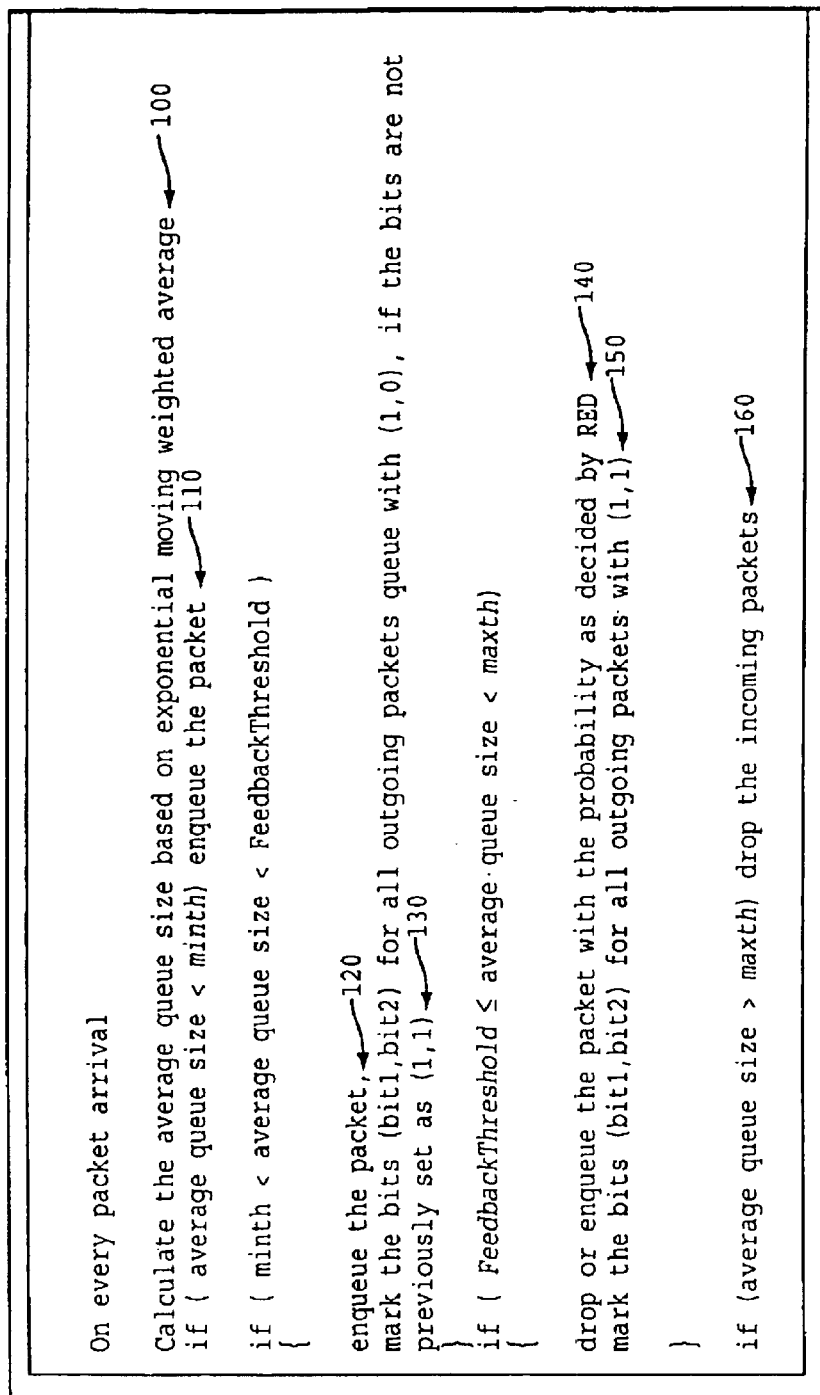 On every packet arrival
Calculate the average queue size based on exponential moving weighted average 100
if ( average queue size < minth) enqueue the packet 110
if ( minth < average queue size < FeedbackThreshold )
{
enqueue the packet, 120
mark the bits (bit1,bit2) for all outgoing packets queue with (1,0), if the bits are not
previously set as (1,1) 130
}
if ( FeedbackThreshold ≤ average queue size < maxth)
{
drop or enqueue the packet with the probability as decided by RED 140
mark the bits (bit1,bit2) for all outgoing packets with (1,1) 150
}
if (average queue size > maxth) drop the incoming packets 160